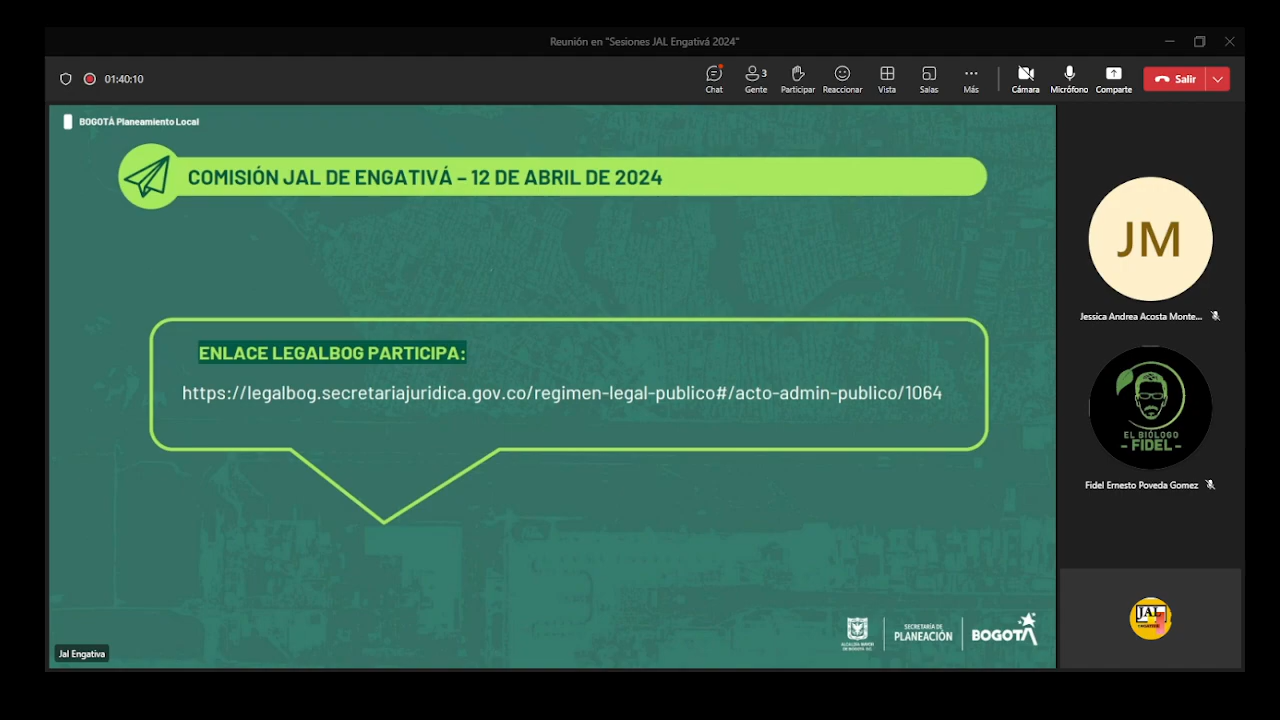 Reunión en "Sesiones JAL Engativá 2024"
01:40:10
Chat
3
Gente
Participar
Reaccionar
Vista
Salas
Más
Cámara
Micrófono
Comparte
Salir
BOGOTÁ Planeamiento Local
COMISIÓN JAL DE ENGATIVÁ – 12 DE ABRIL DE 2024
ENLACE LEGALBOG PARTICIPA:
https://legalbog.secretariajuridica.gov.co/regimen-legal-publico#/acto-admin-publico/1064
JM
Jessica Andrea Acosta Monte...
EL BIÓLOGO
- FIDEL -
Fidel Ernesto Poveda Gomez
JAL
SECRETARÍA DE
PLANEACIÓN
BOGOTÁ
Jal Engativa